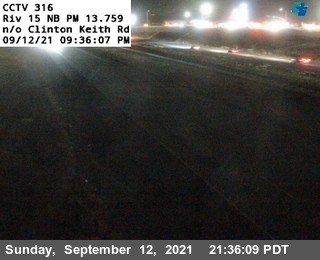 CCTV 316
Riv 15 NB PM 13.759
n/o Clinton Keith Rd
09/12/21 09:36:07 PM
Sunday, September 12, 2021 21:36:09 PDT